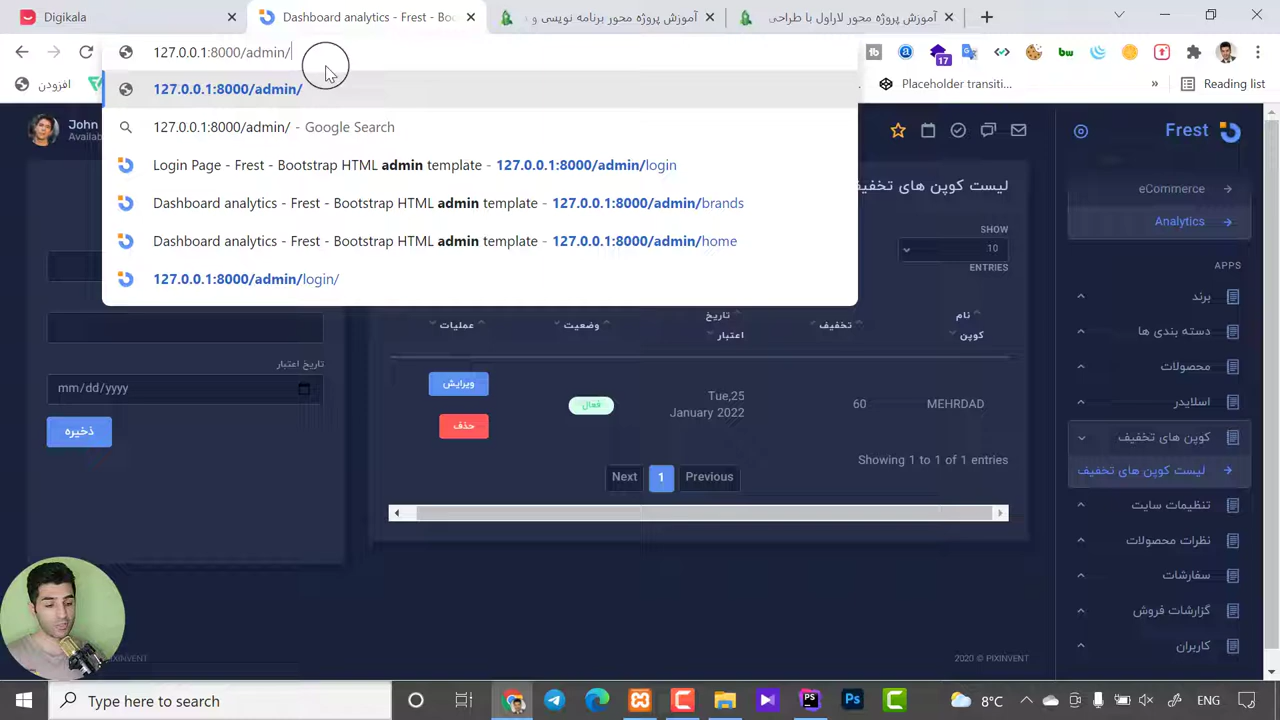 Digikala
Dashboard analytics - Frest - Bo
آموزش پروژه محور برنامه نویسی و
آموزش پروژه محور لاراول با طراحی
127.0.0.1:8000/admin/
17
افزودن
Placeholder transiti...
»
Reading list
127.0.0.1:8000/admin/
127.0.0.1:8000/admin/ - Google Search
Login Page - Frest - Bootstrap HTML admin template - 127.0.0.1:8000/admin/login
Dashboard analytics - Frest - Bootstrap HTML admin template - 127.0.0.1:8000/admin/brands
Dashboard analytics - Frest - Bootstrap HTML admin template - 127.0.0.1:8000/admin/home
127.0.0.1:8000/admin/login/
John
Availab
Frest
eCommerce
Analytics
APPS
برند
دسته بندی ها
محصولات
اسلایدر
کوپن های تخفیف
لیست کوپن های تخفیف
تنظیمات سایت
نظرات محصولات
سفارشات
گزارشات فروش
کاربران
لیست کوپن های تخفیف
SHOW
10
ENTRIES
نام کوپن
تخفیف
تاریخ اعتبار
وضعیت
عملیات
MEHRDAD
60
Tue,25
January 2022
فعال
ویرایش
حذف
Showing 1 to 1 of 1 entries
Previous
1
Next
تاریخ اعتبار
mm/dd/yyyy
ذخیره
PIXINVENT
2020 © PIXINVENT
Type here to search
8°C
ENG